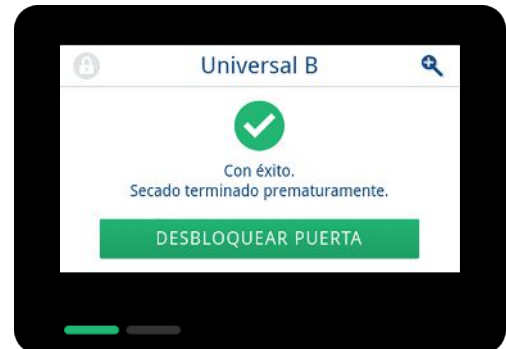 Universal B
Con éxito.
Secado terminado prematuramente.
DESBLOQUEAR PUERTA